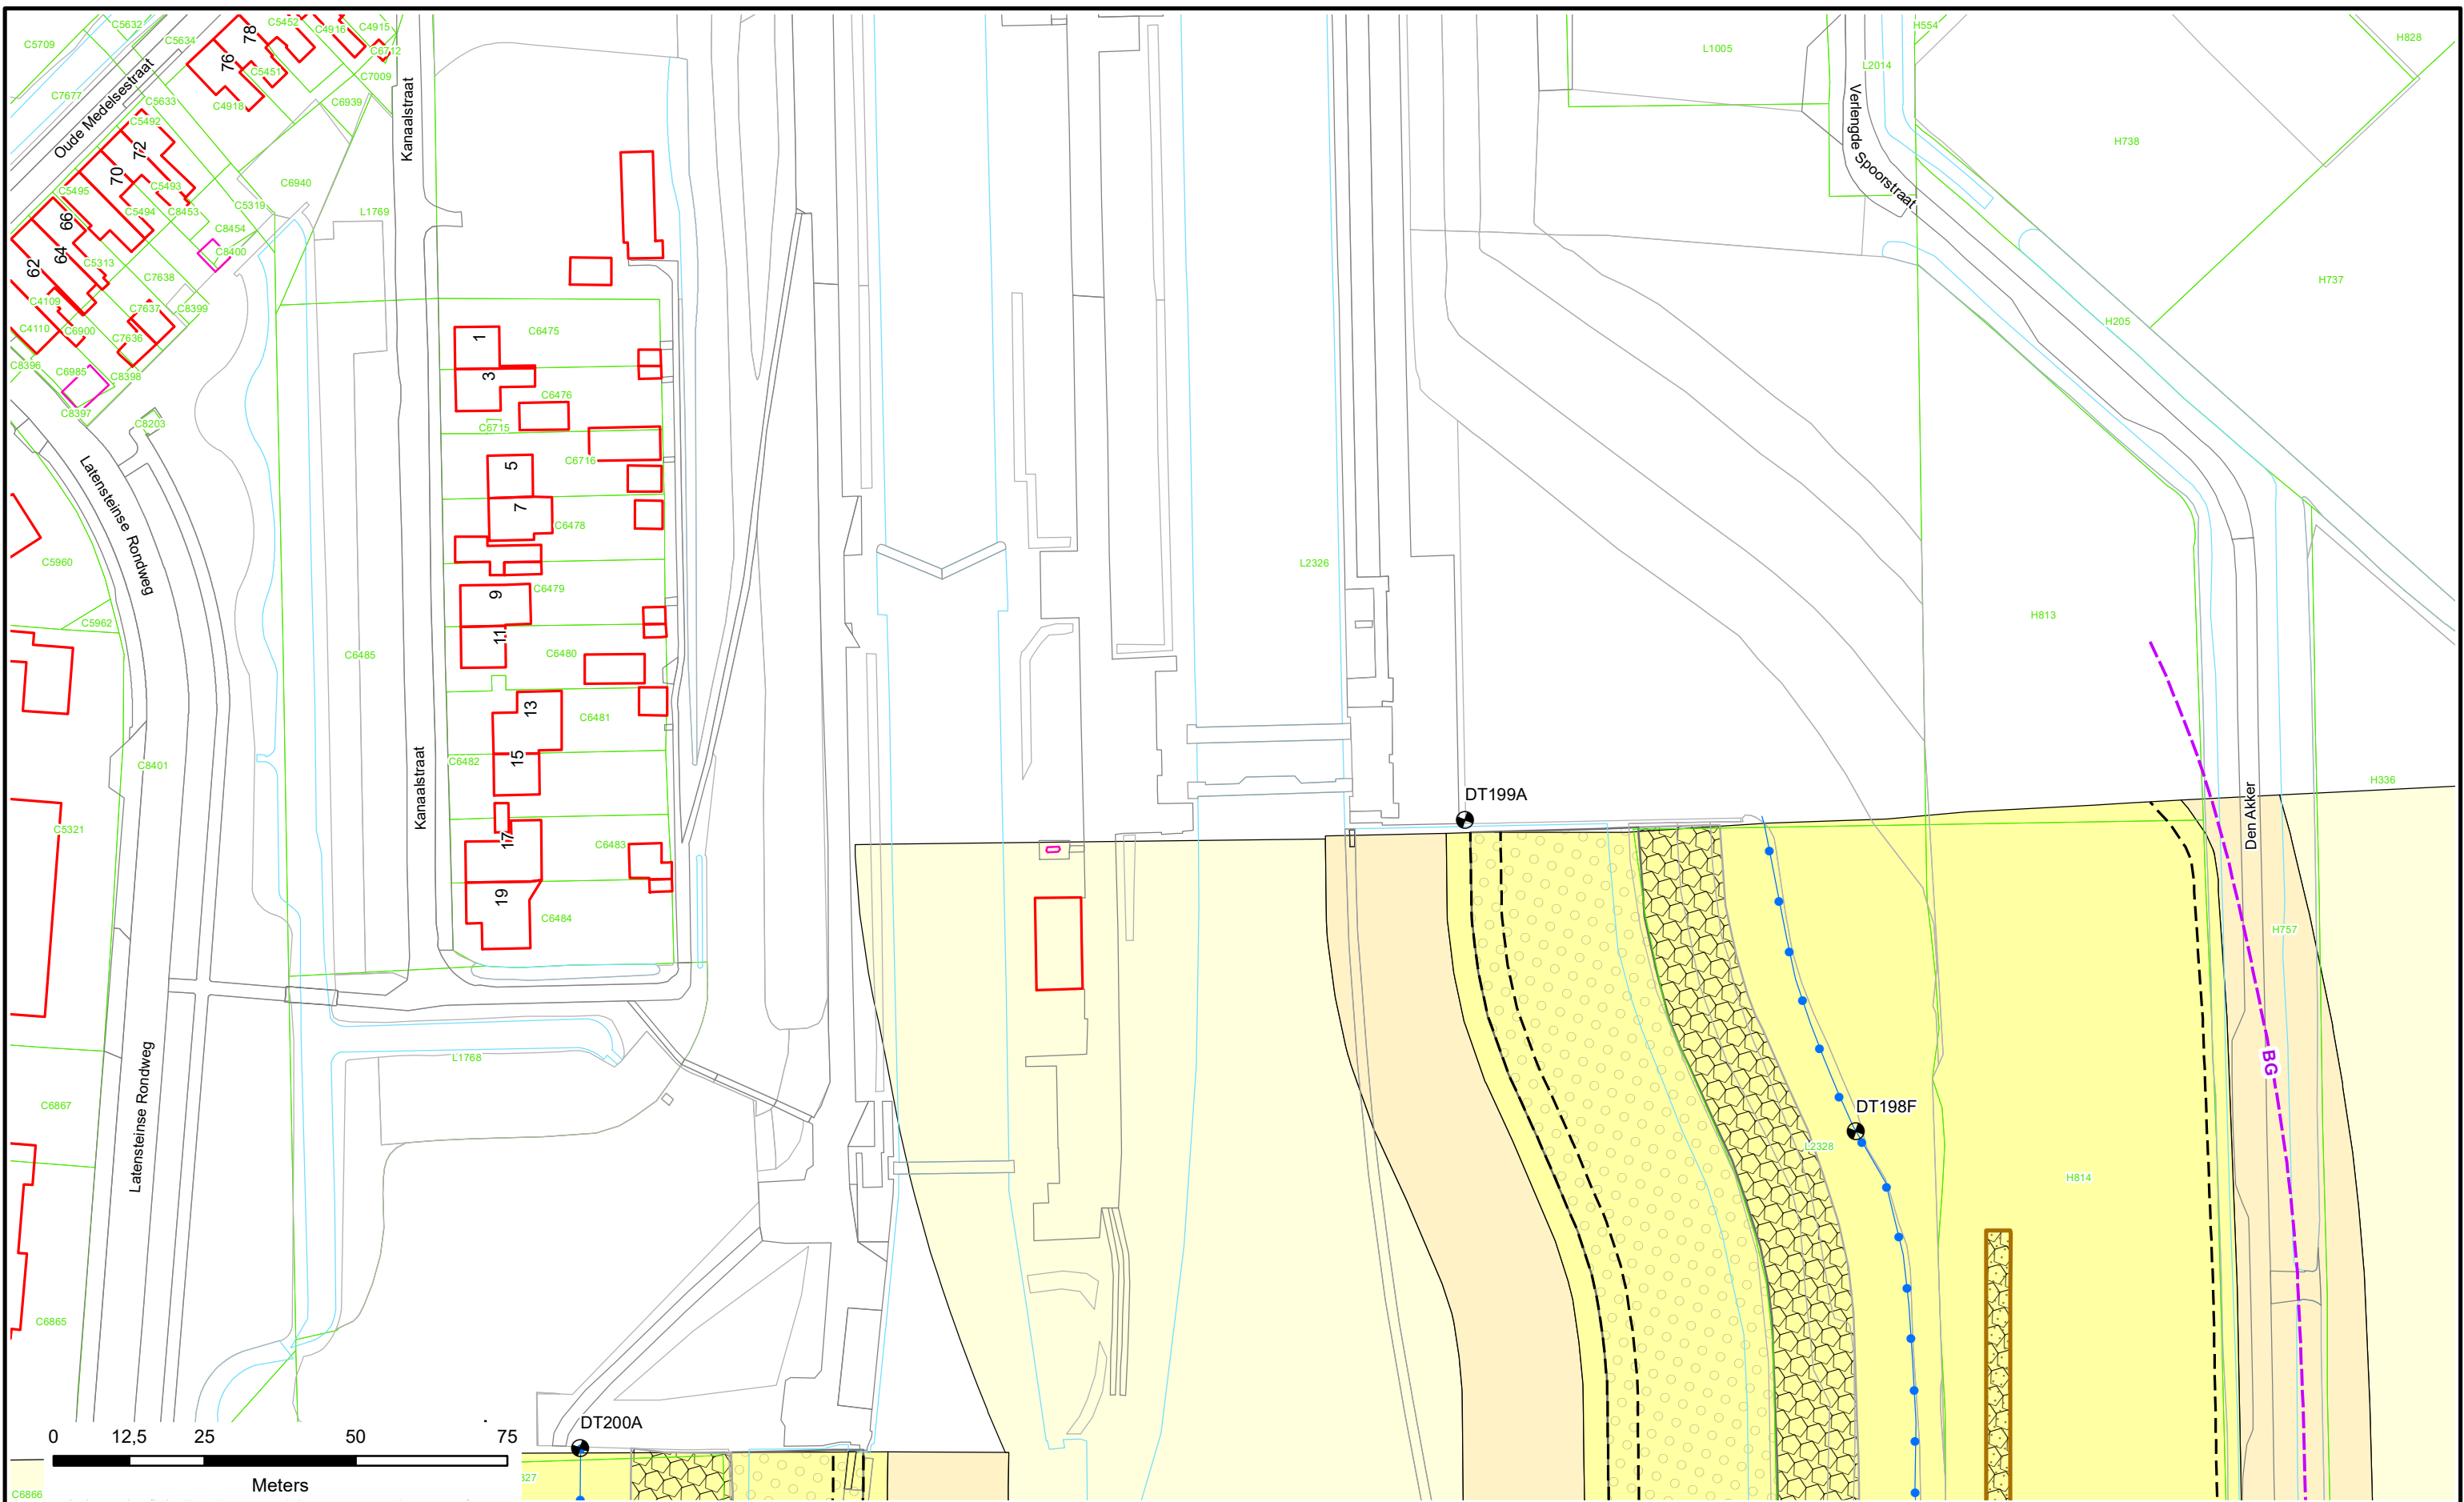 C5632
C5452
C4916
C4915
H554
H828
C5709
C5634
78
C6712
L1005
76
C5451
C7009
L2014
C7677
Oude Medelsestraat
C5633
C4918
C6939
Kanaalstraat
Verlengde Spoorstraat
C5492
72
H738
70
C5493
C6940
C5495
C5494
C8453
C5319
L1769
66
C8454
64
C8400
62
C5313
C7638
H737
C4109
C7637
C8399
H205
C4110
C6900
C7636
1
C6475
C8396
C6985
C8398
3
C6476
C8397
C8203
C6715
5
C6716
Latensteinse Rondweg
7
C6478
C5960
L2326
9
C6479
C5962
H813
11
C6480
C6485
13
C6481
15
C6482
C8401
Kanaalstraat
H336
DT199A
Den Akker
C5321
17
C6483
19
C6484
H757
L1768
BG
Latensteinse Rondweg
C6867
DT198F
L2328
H814
C6865
DT200A
0 12,5 25 50 75
Meters
C6866